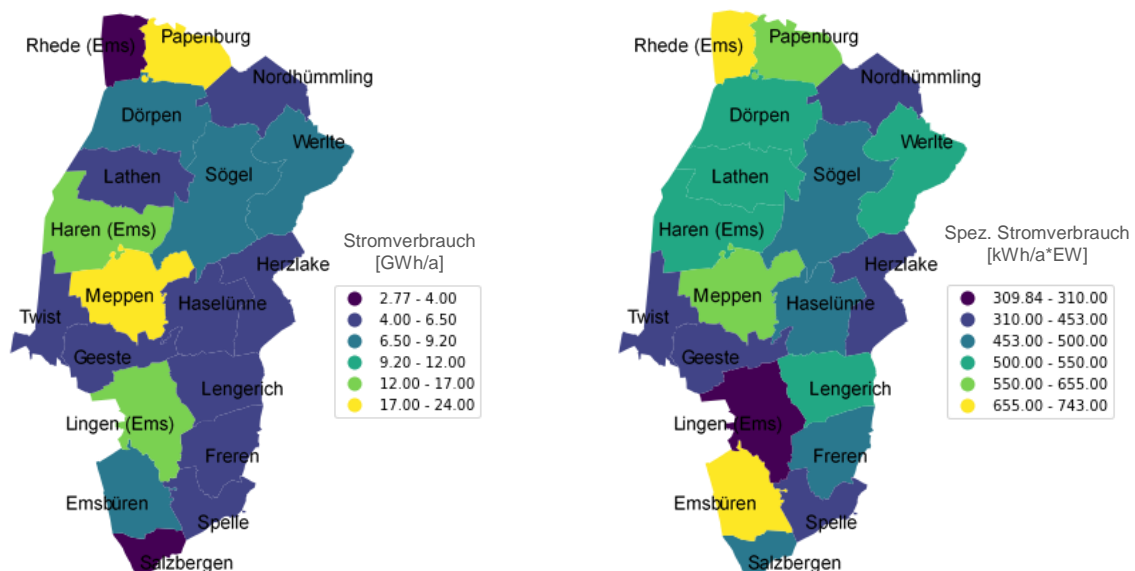 Rhede (Ems)
Papenburg
Nordhümmling
Dörpen
Werlte
Lathen
Sögel
Haren (Ems)
Herzlake
Meppen
Haselünne
Twist
Geeste
Lengerich
Lingen (Ems)
Freren
Emsbüren
Spelle
Salzbergen
Stromverbrauch
[GWh/a]
2.77 - 4.00
4.00 - 6.50
6.50 - 9.20
9.20 - 12.00
12.00 - 17.00
17.00 - 24.00
Rhede (Ems)
Papenburg
Nordhümmling
Dörpen
Werlte
Lathen
Sögel
Haren (Ems)
Herzlake
Meppen
Haselünne
Twist
Geeste
Lengerich
Lingen (Ems)
Freren
Emsbüren
Spelle
Salzbergen
Spez. Stromverbrauch
[kWh/a*EW]
309.84 - 310.00
310.00 - 453.00
453.00 - 500.00
500.00 - 550.00
550.00 - 655.00
655.00 - 743.00